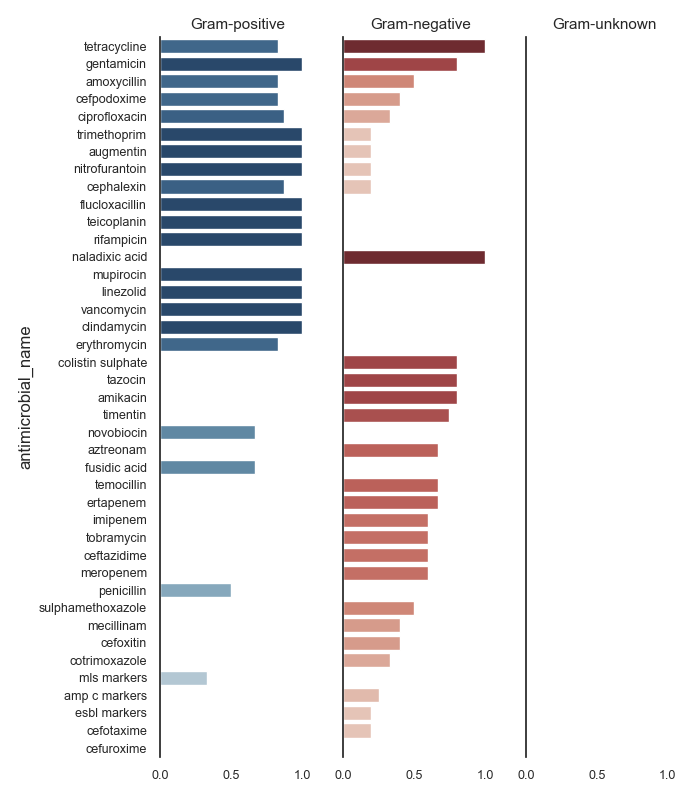 Gram-positive Gram-negative Gram-unknown
antimicrobial_name
tetracycline
gentamicin
amoxycillin
cefpodoxime
ciprofloxacin
trimethoprim
augmentin
nitrofurantoin
cephalexin
flucloxacillin
teicoplanin
rifampicin
naladixic acid
mupirocin
linezolid
vancomycin
clindamycin
erythromycin
colistin sulphate
tazocin
amikacin
timentin
novobiocin
aztreonam
fusidic acid
temocillin
ertapenem
imipenem
tobramycin
ceftazidime
meropenem
penicillin
sulphamethoxazole
mecillinam
cefoxitin
cotrimoxazole
mls markers
amp c markers
esbl markers
cefotaxime
cefuroxime
0.0 0.5 1.0 0.0 0.5 1.0 0.0 0.5 1.0